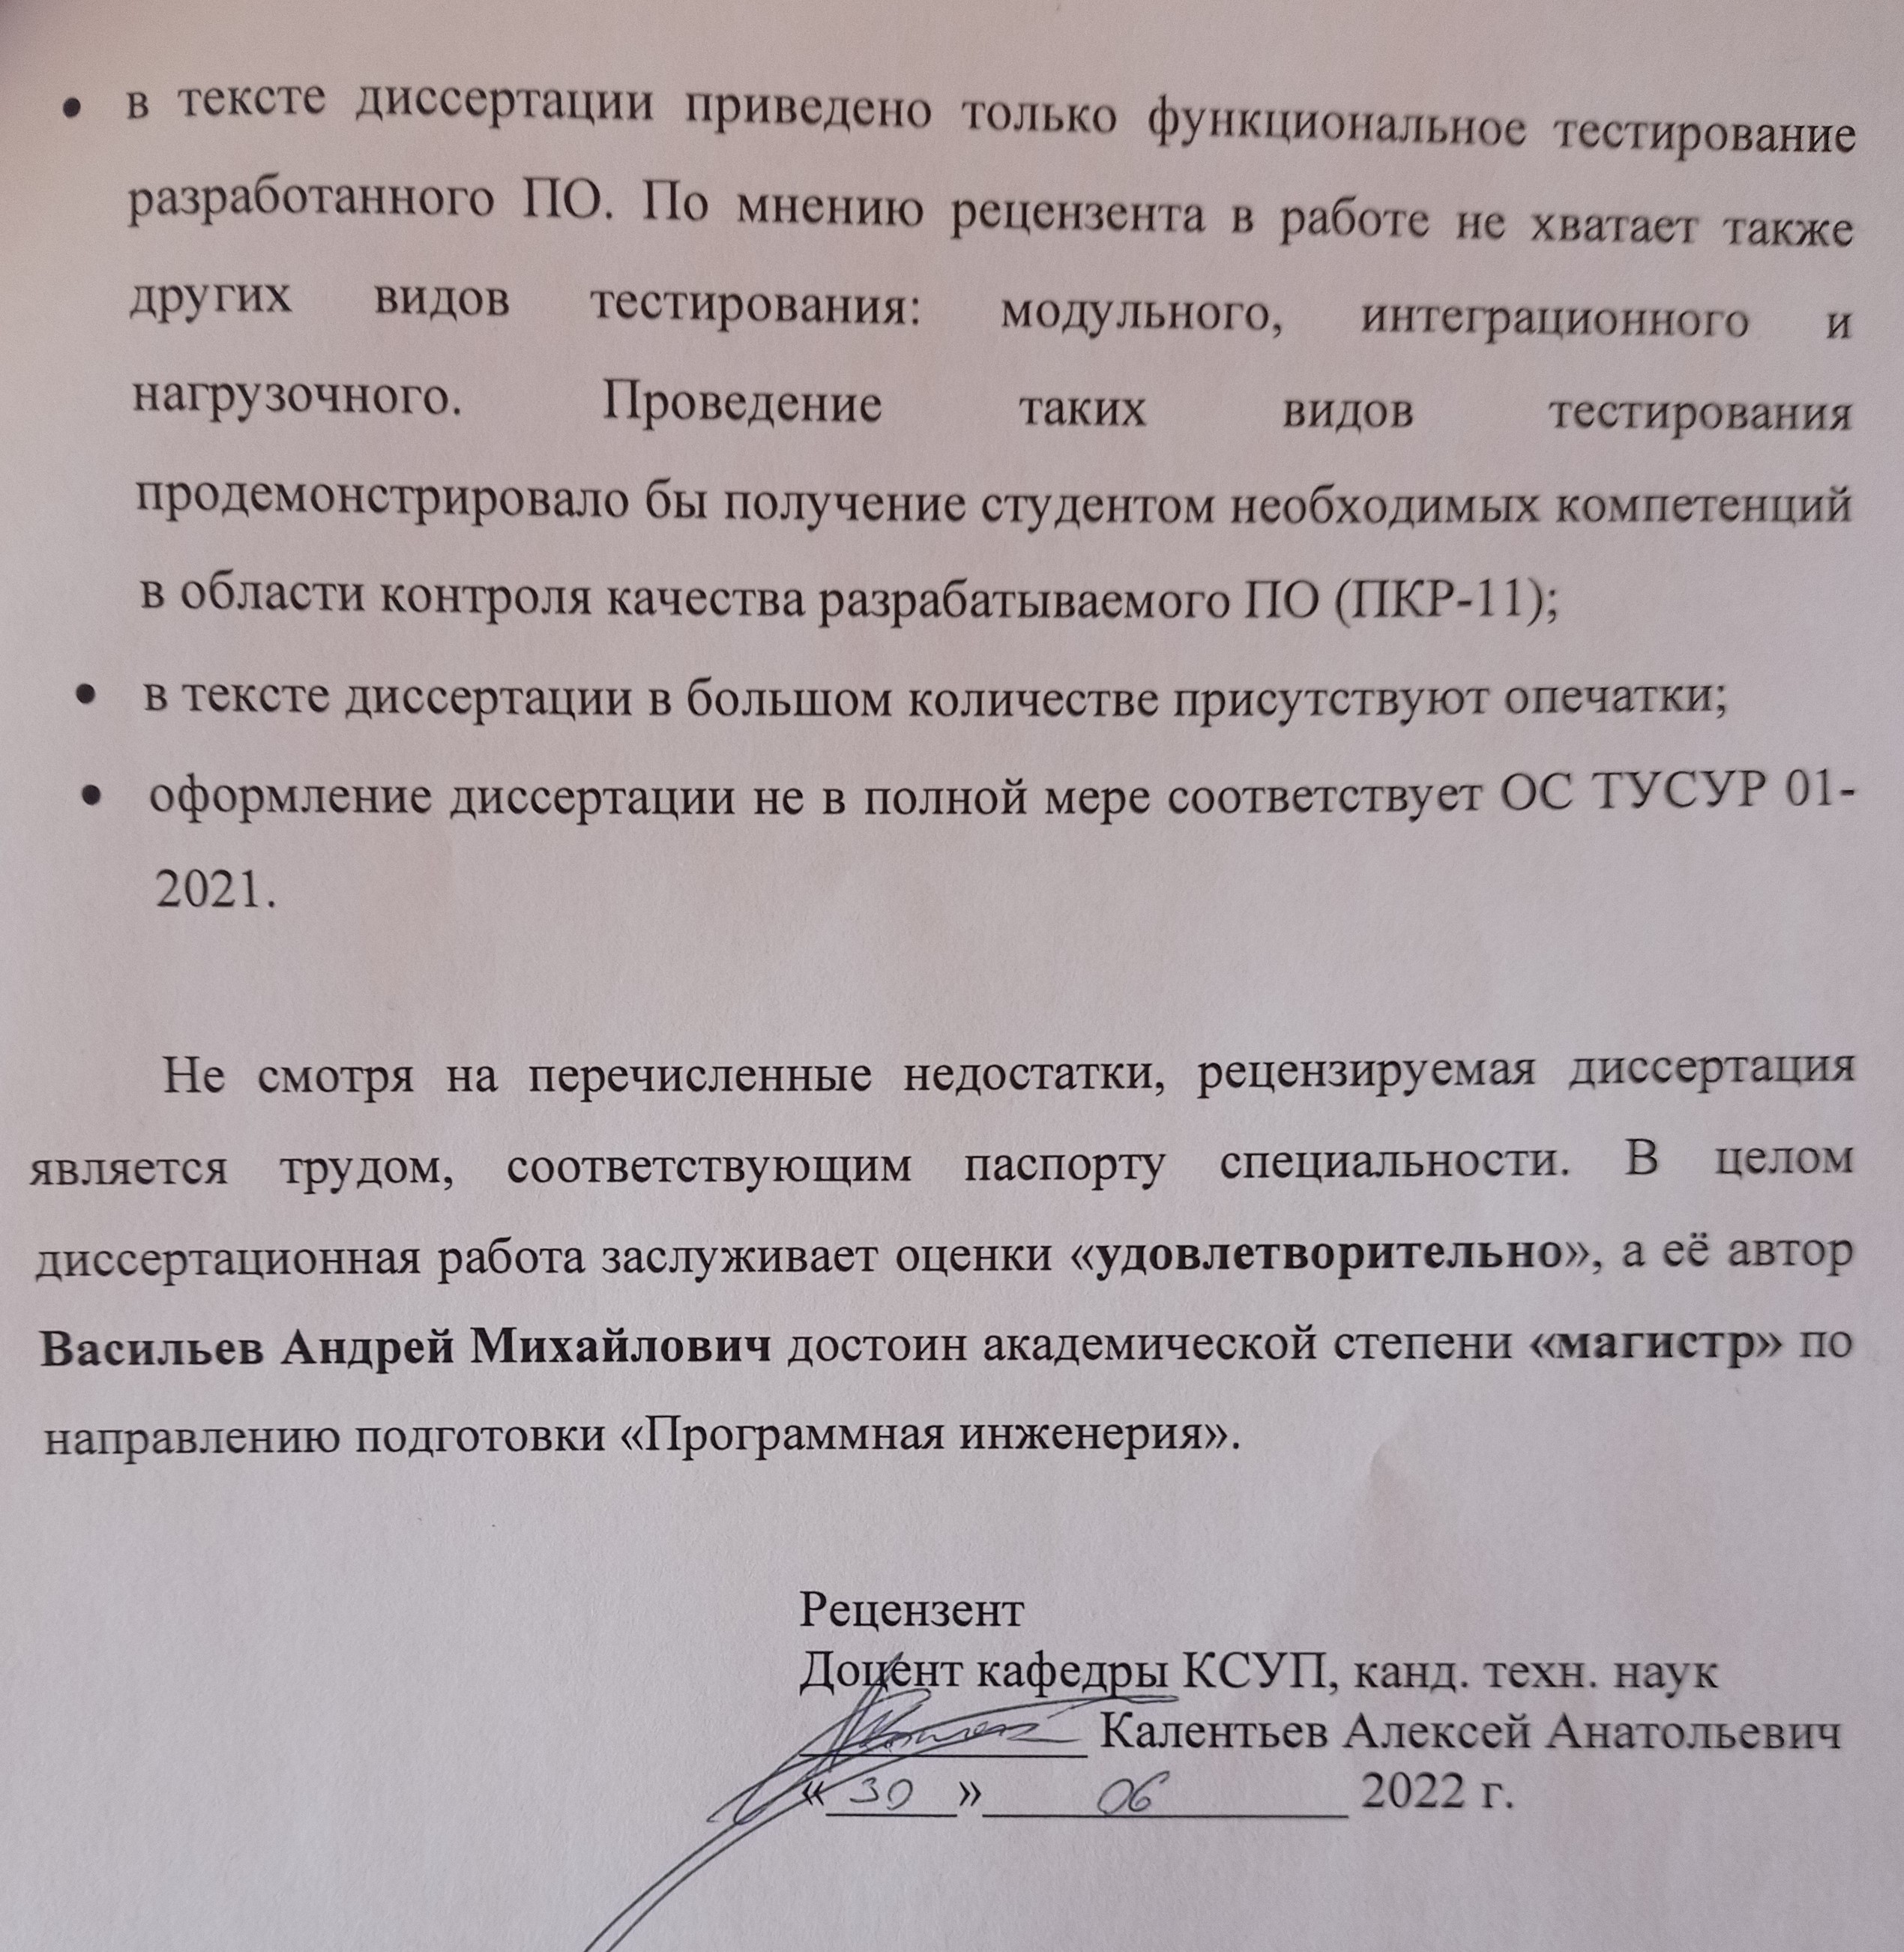 • в тексте диссертации приведено только функциональное тестирование
разработанного ПО. По мнению рецензента в работе не хватает также
других видов тестирования: модульного, интеграционного и
нагрузочного. Проведение таких видов тестирования
продемонстрировало бы получение студентом необходимых компетенций
в области контроля качества разрабатываемого ПО (ПКР-11);
• в тексте диссертации в большом количестве присутствуют опечатки;
• оформление диссертации не в полной мере соответствует ОС ТУСУР 01-
2021.
Не смотря на перечисленные недостатки, рецензируемая диссертация
является трудом, соответствующим паспорту специальности. В целом
диссертационная работа заслуживает оценки «удовлетворительно», а её автор
Васильев Андрей Михайлович достоин академической степени «магистр» по
направлению подготовки «Программная инженерия».
Рецензент
Доцент кафедры КСУП, канд. техн. наук
Калентьев Алексей Анатольевич
«30» 06 2022 г.